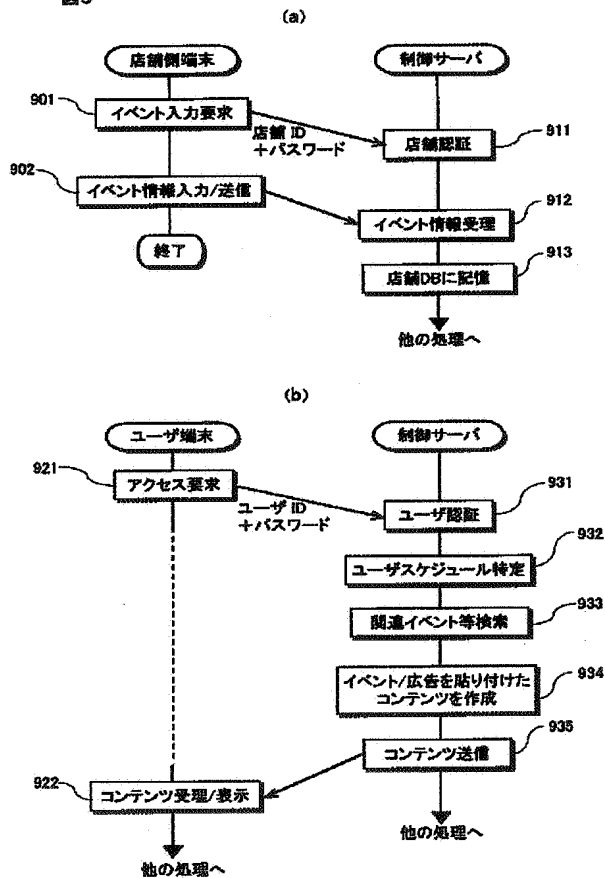 (a)
店舗側端末
制御サーバ
901
イベント入力要求
店舗 ID
+パスワード
店舗認証
911
902
イベント情報入力/送信
イベント情報受理
912
終了
店舗DBに記憶
913
他の処理へ
(b)
ユーザ端末
制御サーバ
921
アクセス要求
ユーザ ID
+パスワード
ユーザ認証
931
ユーザスケジュール特定
932
関連イベント等検索
933
イベント/広告を貼り付けた
コンテンツを作成
934
コンテンツ送信
935
922
コンテンツ受理/表示
他の処理へ
他の処理へ